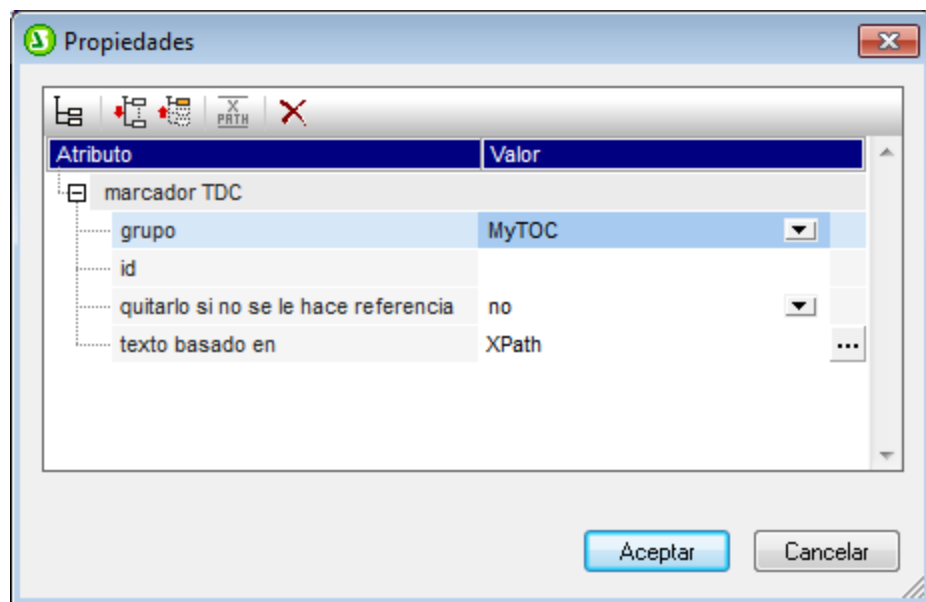 Propiedades
X
PATH
Atributo Valor
marcador TDC
grupo MyTOC
id
quitarlo si no se le hace referencia no
texto basado en XPath ...
Aceptar Cancelar